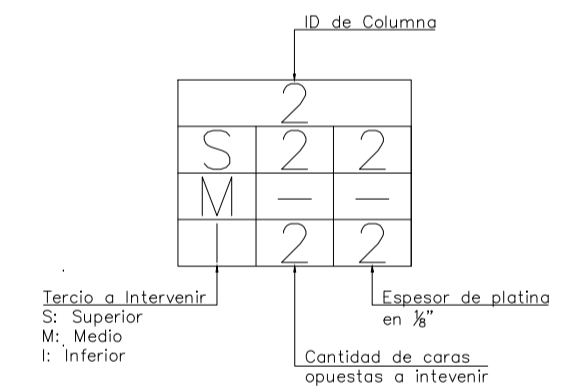 ID de Columna
2
S 2 2
M — —
I 2 2
Tercio a Intervenir
S: Superior
M: Medio
I: Inferior
Espesor de platina
en ⅛"
Cantidad de caras
opuestas a intevenir